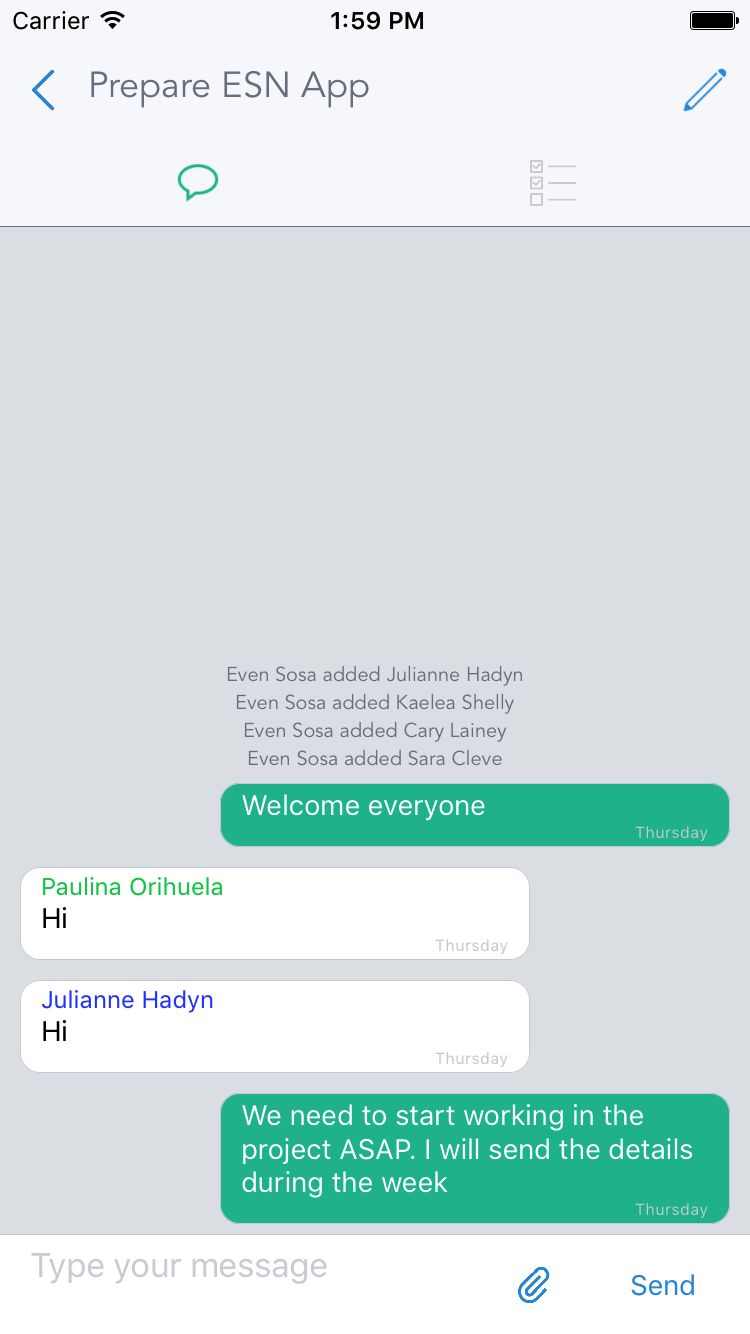 Carrier 1:59 PM
Prepare ESN App
Even Sosa added Julianne Hadyn
Even Sosa added Kaelea Shelly
Even Sosa added Cary Lainey
Even Sosa added Sara Cleve
Welcome everyone
Thursday
Paulina Orihuela
Hi
Thursday
Julianne Hadyn
Hi
Thursday
We need to start working in the
project ASAP. I will send the details
during the week
Thursday
Type your message
Send